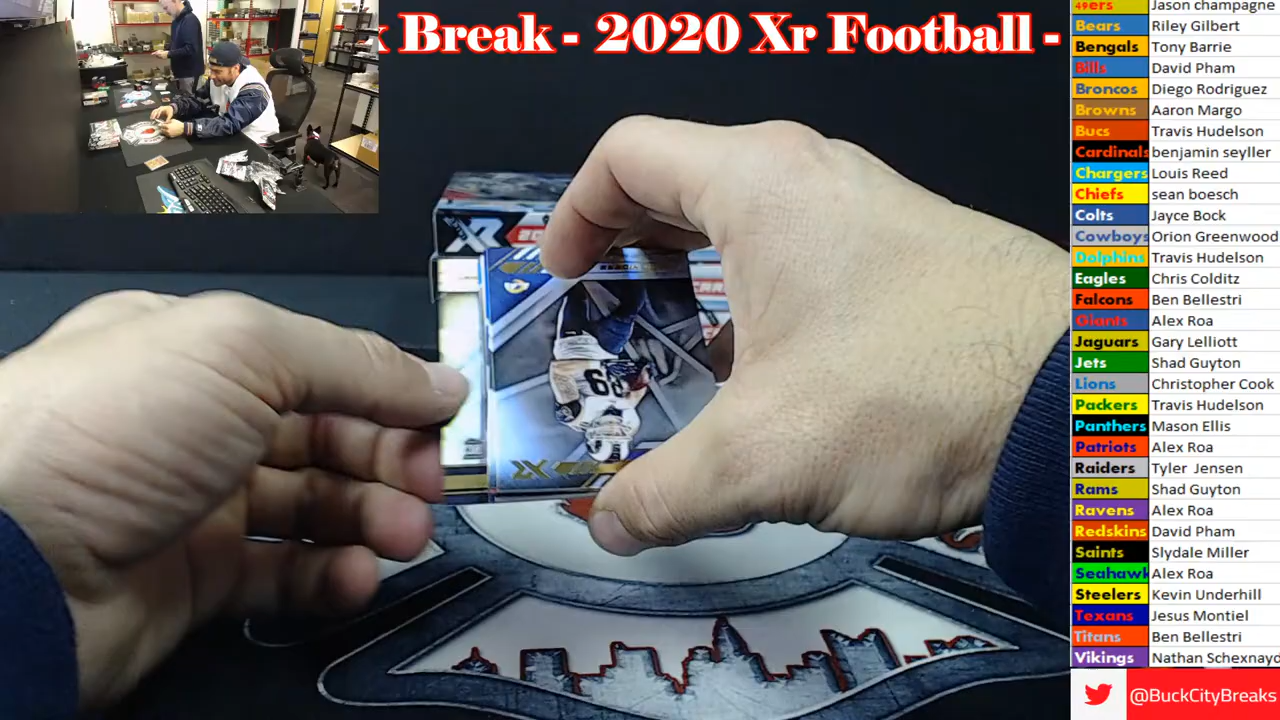 k Break - 2020 Xr Football -
49ers Jason champagne
Bears Riley Gilbert
Bengals Tony Barrie
Bills David Pham
Broncos Diego Rodriguez
Browns Aaron Margo
Bucs Travis Hudelson
Cardinals benjamin seyller
Chargers Louis Reed
Chiefs sean boesch
Colts Jayce Bock
Cowboys Orion Greenwood
Dolphins Travis Hudelson
Eagles Chris Colditz
Falcons Ben Bellestri
Giants Alex Roa
Jaguars Gary Lelliott
Jets Shad Guyton
Lions Christopher Cook
Packers Travis Hudelson
Panthers Mason Ellis
Patriots Alex Roa
Raiders Tyler Jensen
Rams Shad Guyton
Ravens Alex Roa
Redskins David Pham
Saints Slydale Miller
Seahawk Alex Roa
Steelers Kevin Underhill
Texans Jesus Montiel
Titans Ben Bellestri
Vikings Nathan Schexnayd
@BuckCityBreaks
XR
20
89
XR